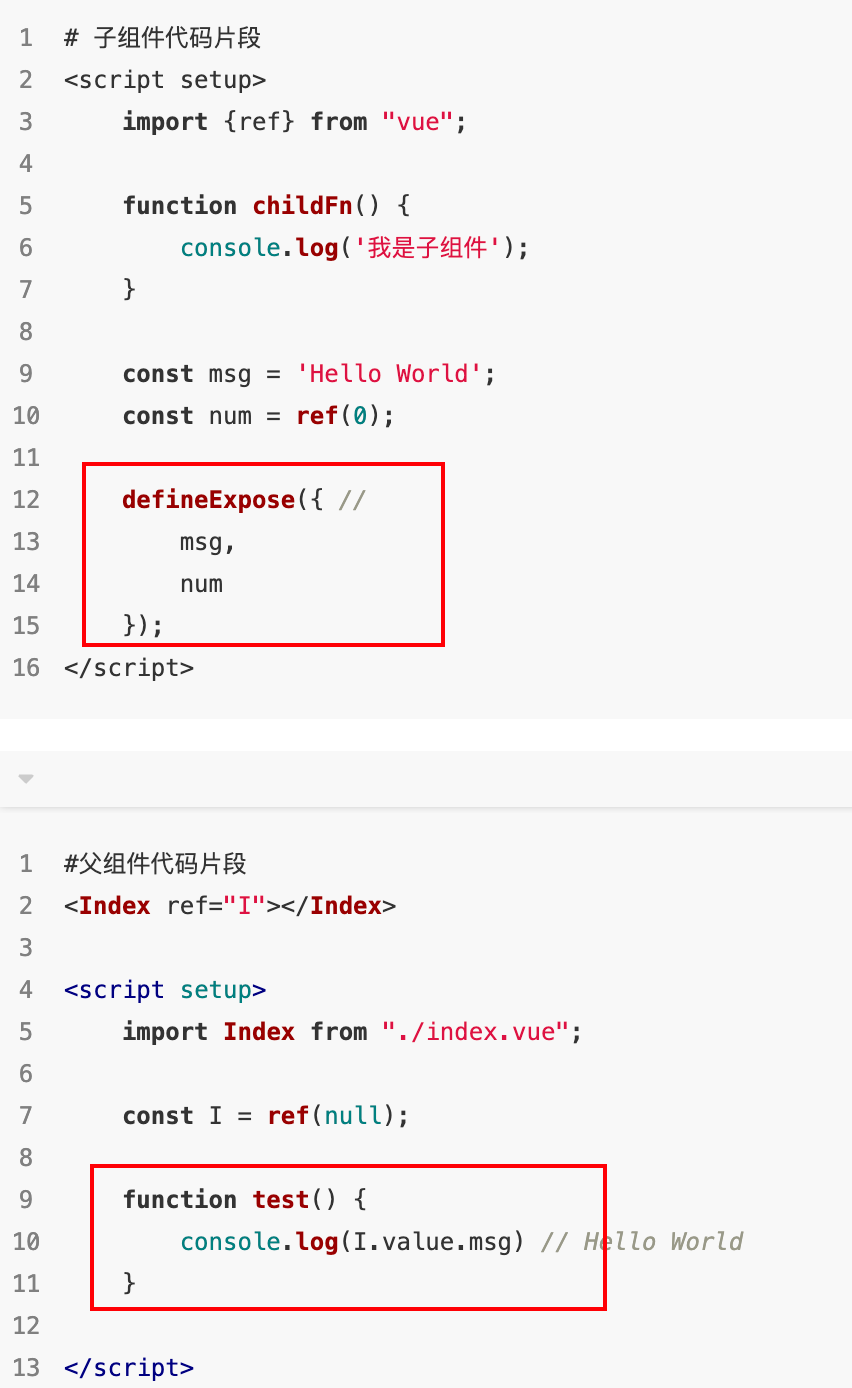 1 # 子组件代码片段
2 <script setup>
3     import {ref} from "vue";
4
5     function childFn() {
6         console.log('我是子组件');
7     }
8
9     const msg = 'Hello World';
10     const num = ref(0);
11
12     defineExpose({ //
13         msg,
14         num
15     });
16 </script>
1 #父组件代码片段
2 <Index ref="I"></Index>
3
4 <script setup>
5     import Index from "./index.vue";
6
7     const I = ref(null);
8
9     function test() {
10         console.log(I.value.msg) // Hello World
11     }
12
13 </script>